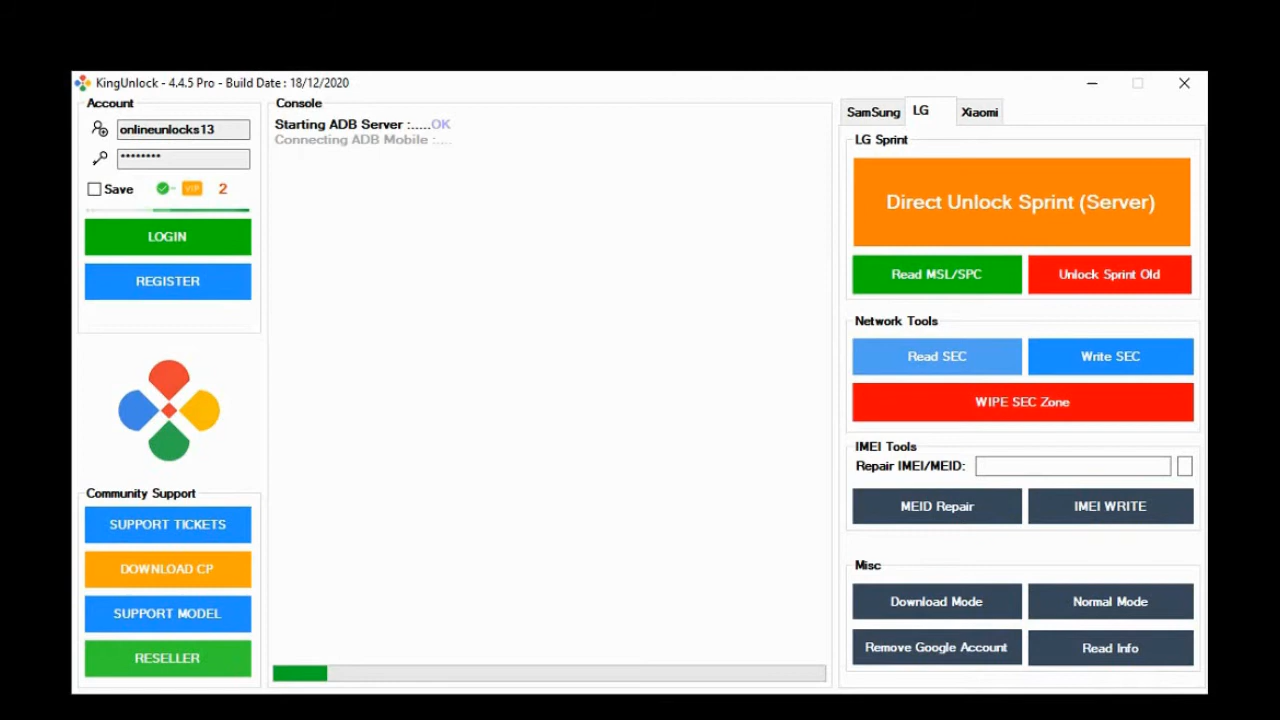 KingUnlock - 4.4.5 Pro - Build Date : 18/12/2020
Account
onlineunlocks13
********
Save
VIP
2
LOGIN
REGISTER
Community Support
SUPPORT TICKETS
DOWNLOAD CP
SUPPORT MODEL
RESELLER
Console
Starting ADB Server :.....OK
Connecting ADB Mobile :....
SamSung LG Xiaomi
LG Sprint
Direct Unlock Sprint (Server)
Read MSL/SPC Unlock Sprint Old
Network Tools
Read SEC Write SEC
WIPE SEC Zone
IMEI Tools
Repair IMEI/MEID:
MEID Repair IMEI WRITE
Misc
Download Mode Normal Mode
Remove Google Account Read Info